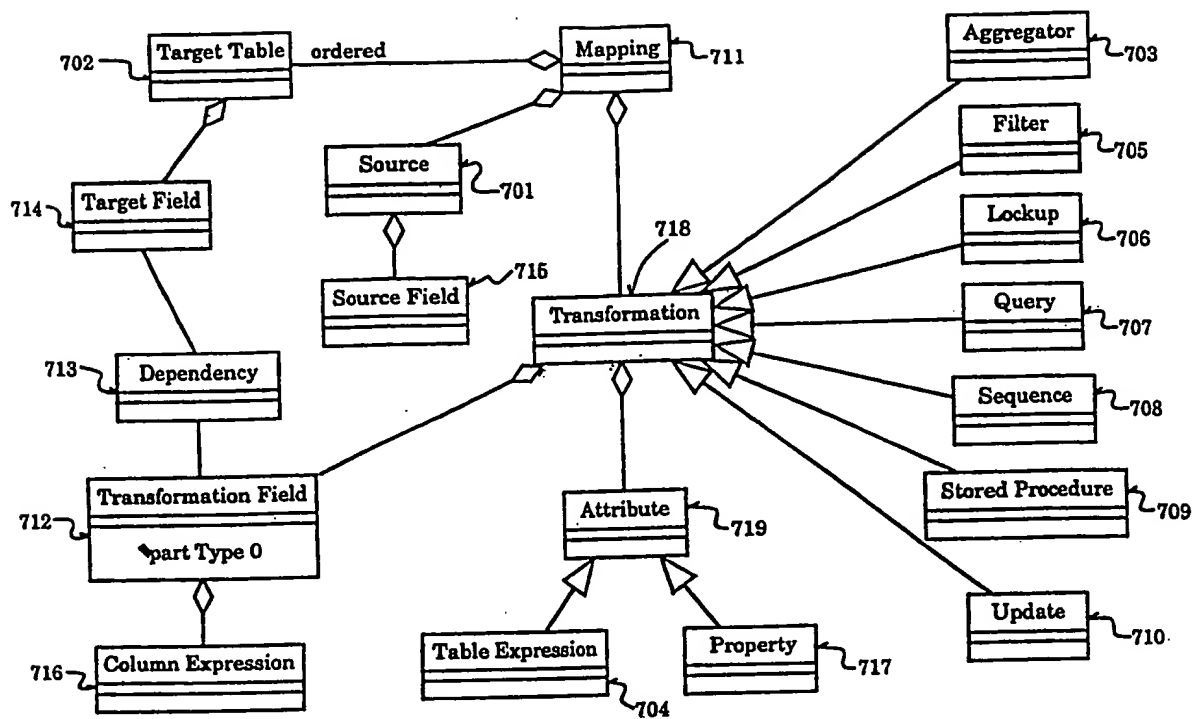 Target Table
702
ordered
Mapping
711
Aggregator
703
Filter
705
Source
701
Target Field
714
Lockup
706
718
Source Field
715
Transformation
Query
707
Dependency
713
Sequence
708
Transformation Field
712
part Type 0
Attribute
719
Stored Procedure
709
Update
710
Column Expression
716
Table Expression
704
Property
717